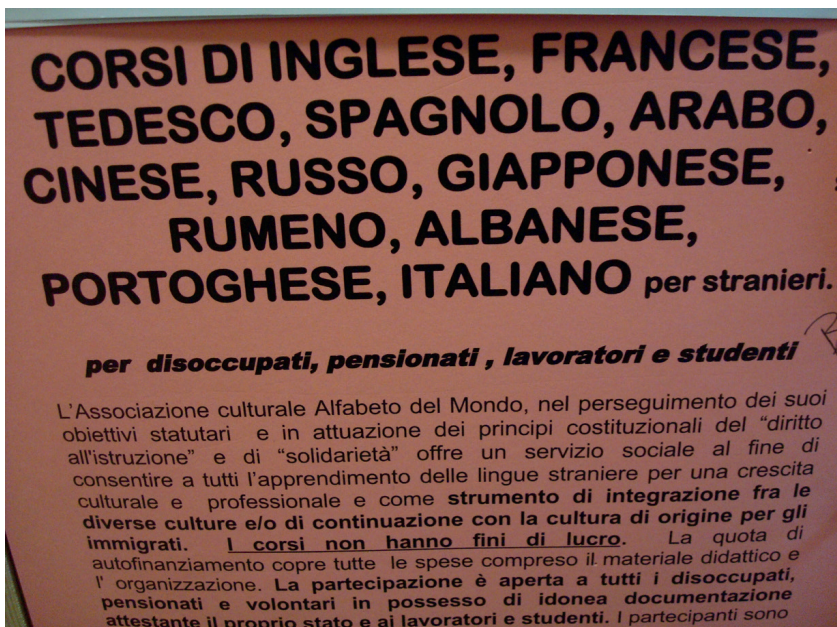 CORSI DI INGLESE, FRANCESE,
TEDESCO, SPAGNOLO, ARABO,
CINESE, RUSSO, GIAPPONESE,
RUMENO, ALBANESE,
PORTOGHESE, ITALIANO per stranieri.
per disoccupati, pensionati , lavoratori e studenti
L'Associazione culturale Alfabeto del Mondo, nel perseguimento dei suoi
obiettivi statutari e in attuazione dei principi costituzionali del "diritto
all'istruzione" e di "solidarietà" offre un servizio sociale al fine di
consentire a tutti l'apprendimento delle lingue straniere per una crescita
culturale e professionale e come strumento di integrazione fra le
diverse culture e/o di continuazione con la cultura di origine per gli
immigrati. I corsi non hanno fini di lucro. La quota di
autofinanziamento copre tutte le spese compreso il materiale didattico e
l' organizzazione. La partecipazione è aperta a tutti i disoccupati,
pensionati e volontari in possesso di idonea documentazione
attestante il proprio stato e ai lavoratori e studenti. I partecipanti sono